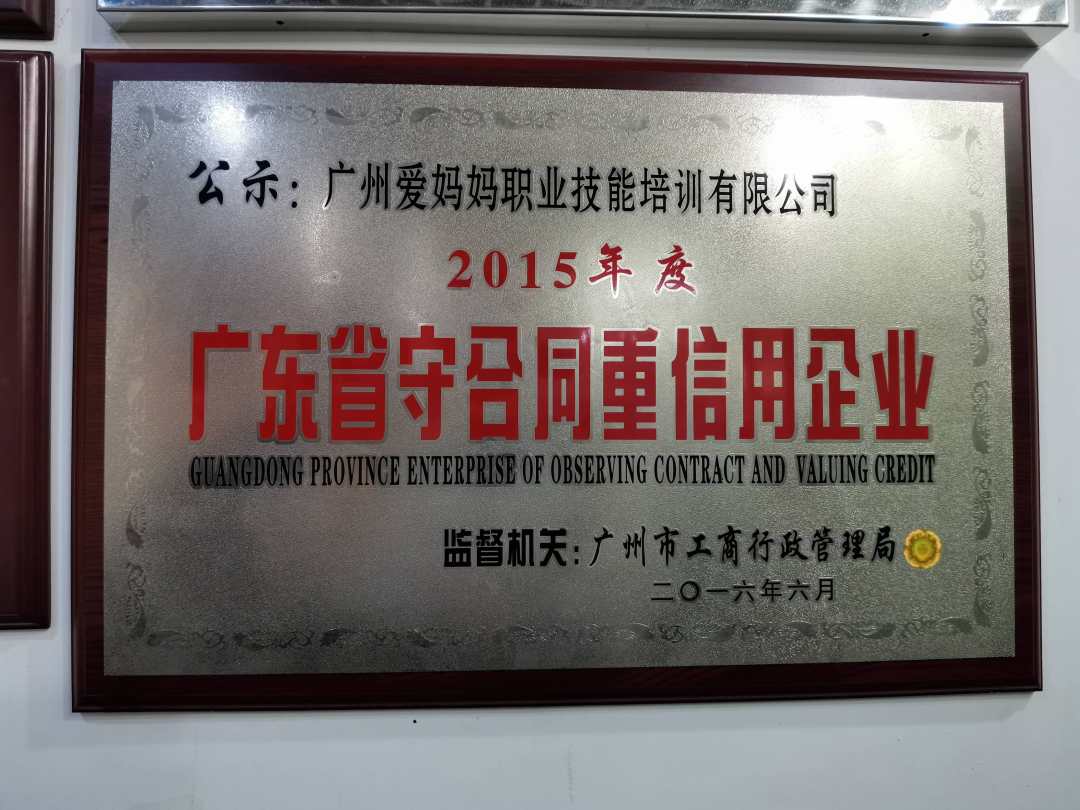 公示：广州爱妈妈职业技能培训有限公司
2015年度
广东省守合同重信用企业
GUANGDONG PROVINCE ENTERPRISE OF OBSERVING CONTRACT AND VALUING CREDIT
监督机关：广州市工商行政管理局
二〇一六年六月